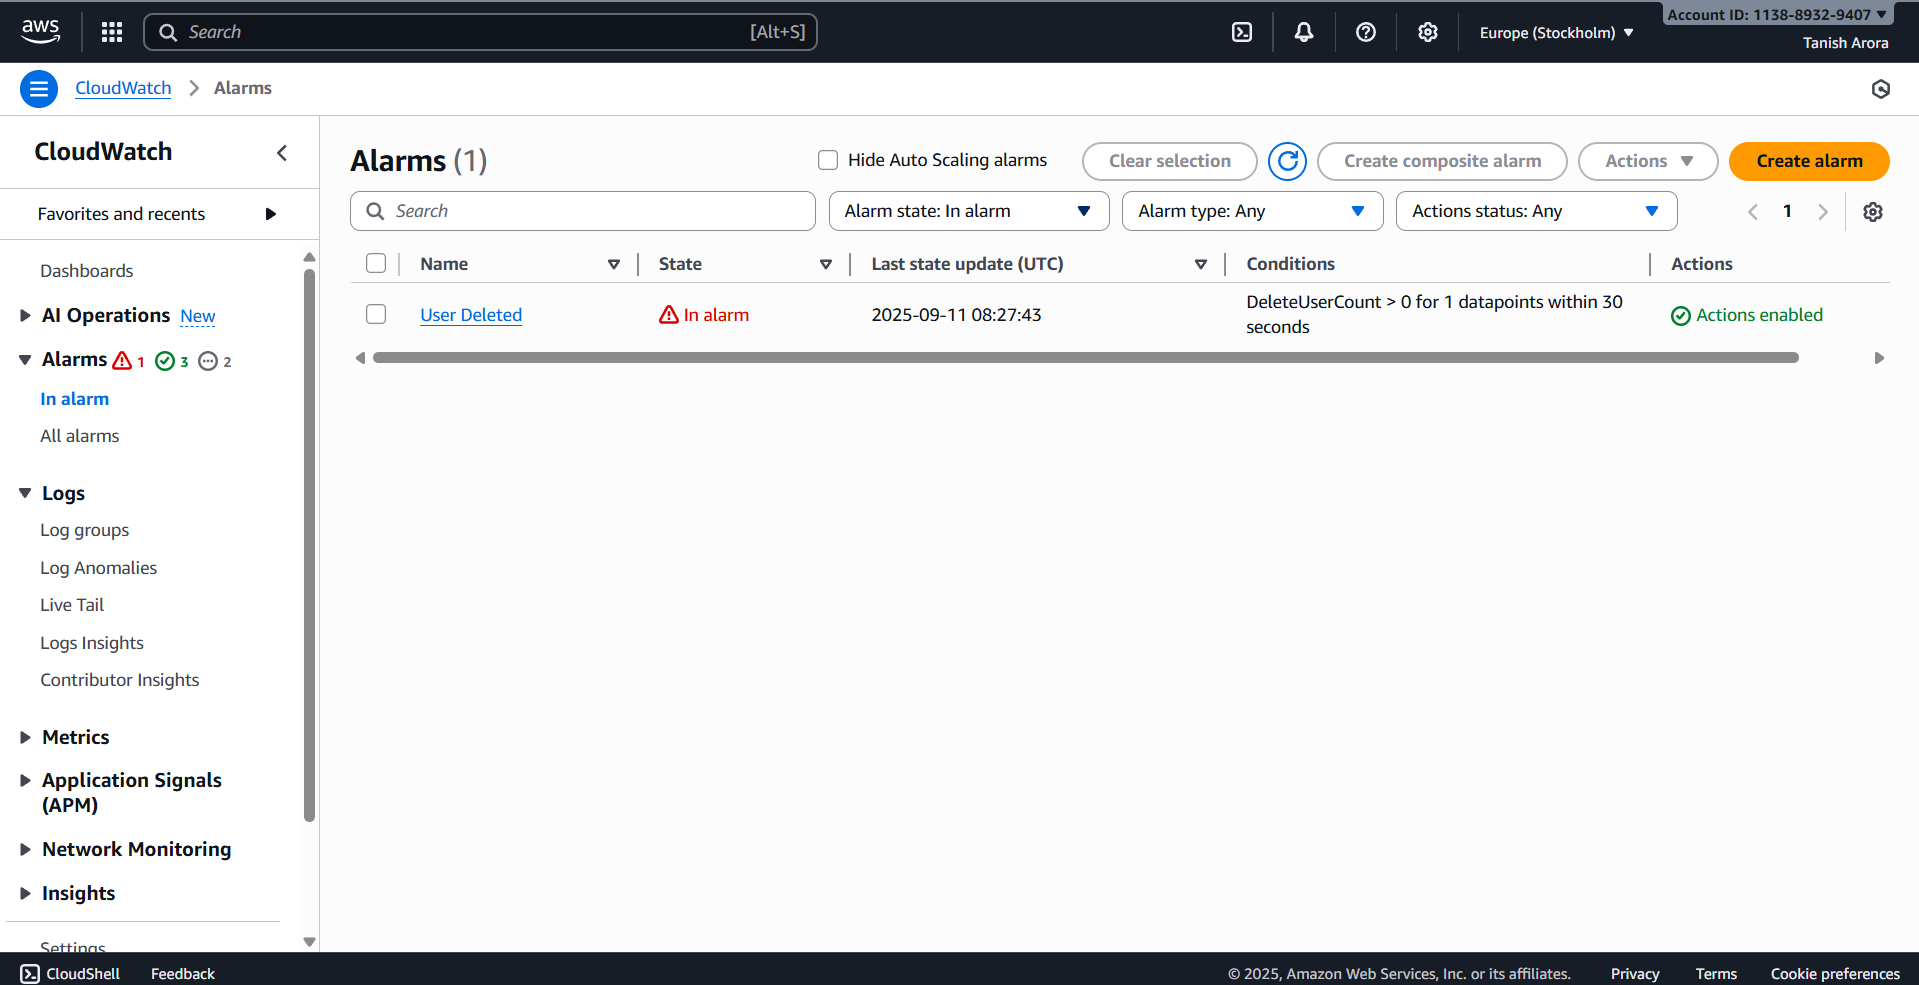 aws
Search
[Alt+S]
Europe (Stockholm)
Account ID: 1138-8932-9407
Tanish Arora
CloudWatch
Alarms
CloudWatch
Favorites and recents
Dashboards
AI Operations New
Alarms 1 3 2
In alarm
All alarms
Logs
Log groups
Log Anomalies
Live Tail
Logs Insights
Contributor Insights
Metrics
Application Signals
(APM)
Network Monitoring
Insights
Settings
Alarms (1)
Hide Auto Scaling alarms
Clear selection
Create composite alarm
Actions
Create alarm
Search
Alarm state: In alarm
Alarm type: Any
Actions status: Any
1
Name
State
Last state update (UTC)
Conditions
Actions
User Deleted
In alarm
2025-09-11 08:27:43
DeleteUserCount > 0 for 1 datapoints within 30
seconds
Actions enabled
CloudShell
Feedback
© 2025, Amazon Web Services, Inc. or its affiliates.
Privacy
Terms
Cookie preferences